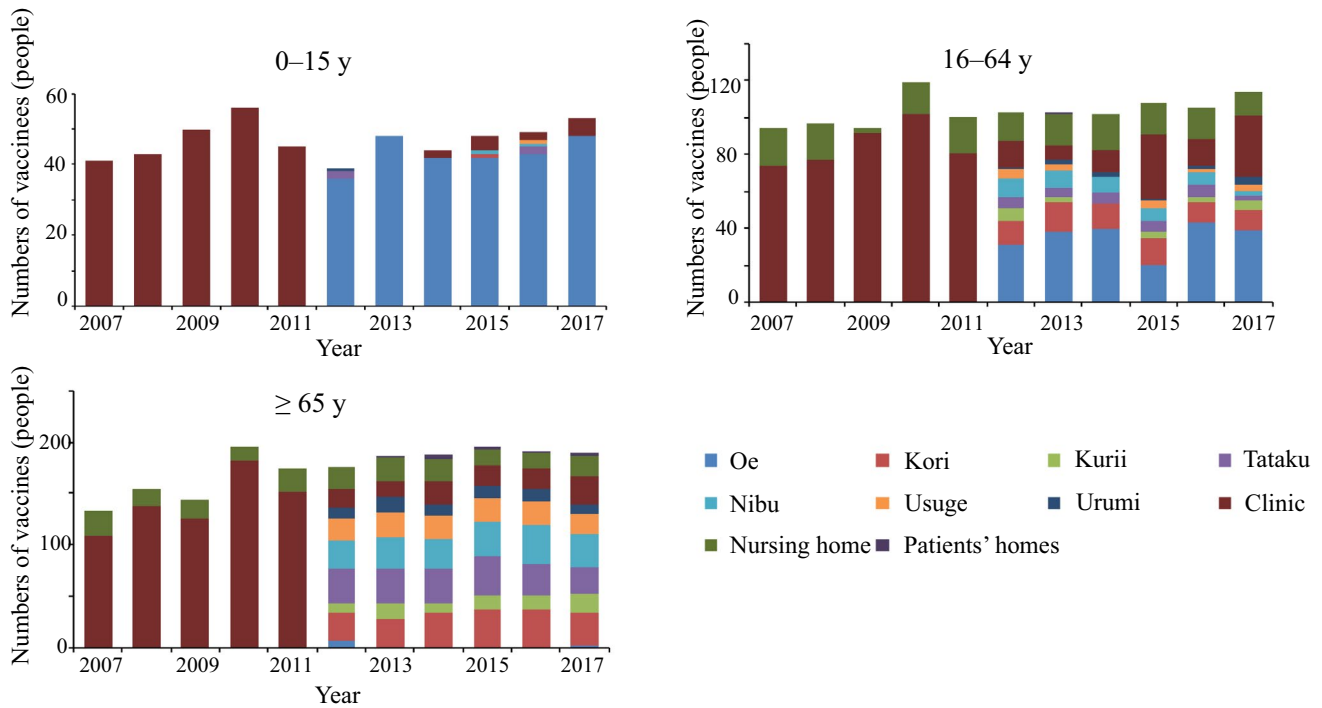 0–15 y
Numbers of vaccinees (people)
60
40
20
0
2007 2009 2011 2013 2015 2017
Year
16–64 y
Numbers of vaccines (people)
120
80
40
0
2007 2009 2011 2013 2015 2017
Year
≥ 65 y
Numbers of vaccines (people)
200
100
0
2007 2009 2011 2013 2015 2017
Year
Oe Kori Kurii Tataku
Nibu Usuge Urumi Clinic
Nursing home Patients' homes